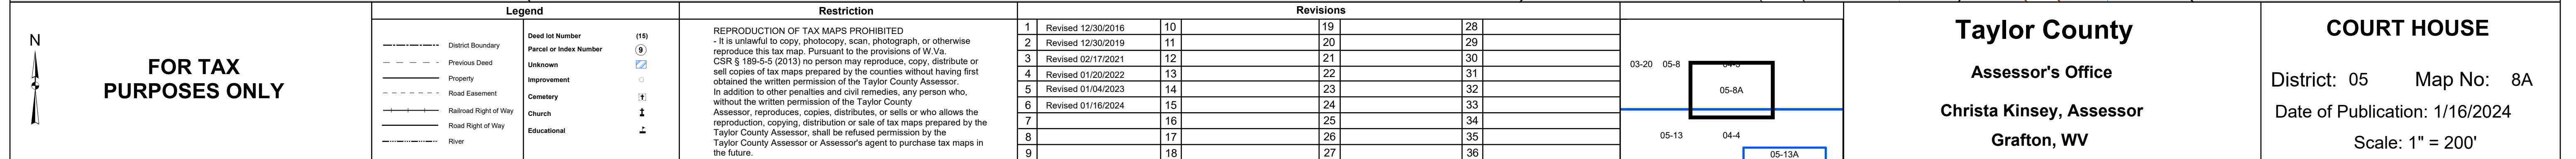 N
FOR TAX
PURPOSES ONLY
Legend
District Boundary
Previous Deed
Property
Road Easement
Railroad Right of Way
Road Right of Way
River
Deed lot Number (15)
Parcel or Index Number 9
Unknown
Improvement
Cemetery
Church
Educational
Restriction
REPRODUCTION OF TAX MAPS PROHIBITED
- It is unlawful to copy, photocopy, scan, photograph, or otherwise
reproduce this tax map. Pursuant to the provisions of W.Va.
CSR § 189-5-5 (2013) no person may reproduce, copy, distribute or
sell copies of tax maps prepared by the counties without having first
obtained the written permission of the Taylor County Assessor.
In addition to other penalties and civil remedies, any person who,
without the written permission of the Taylor County
Assessor, reproduces, copies, distributes, or sells or who allows the
reproduction, copying, distribution or sale of tax maps prepared by the
Taylor County Assessor, shall be refused permission by the
Taylor County Assessor or Assessor's agent to purchase tax maps in
the future.
Revisions
1 Revised 12/30/2016 10 19 28
2 Revised 12/30/2019 11 20 29
3 Revised 02/17/2021 12 21 30
4 Revised 01/20/2022 13 22 31
5 Revised 01/04/2023 14 23 32
6 Revised 01/16/2024 15 24 33
7 16 25 34
8 17 26 35
9 18 27 36
03-20 05-8
05-8A
05-13 04-4
05-13A
Taylor County
Assessor's Office
Christa Kinsey, Assessor
Grafton, WV
COURT HOUSE
District: 05 Map No: 8A
Date of Publication: 1/16/2024
Scale: 1" = 200'